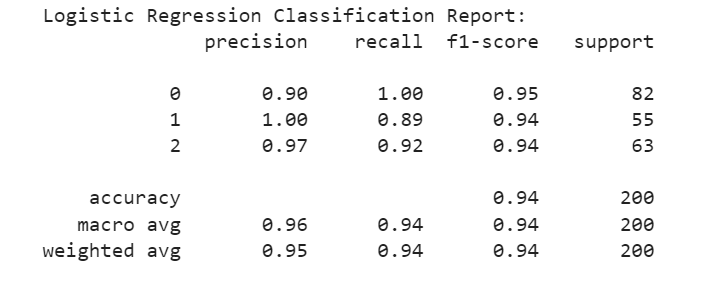 Logistic Regression Classification Report:
precision recall f1-score support
0 0.90 1.00 0.95 82
1 1.00 0.89 0.94 55
2 0.97 0.92 0.94 63
accuracy 0.94 200
macro avg 0.96 0.94 0.94 200
weighted avg 0.95 0.94 0.94 200